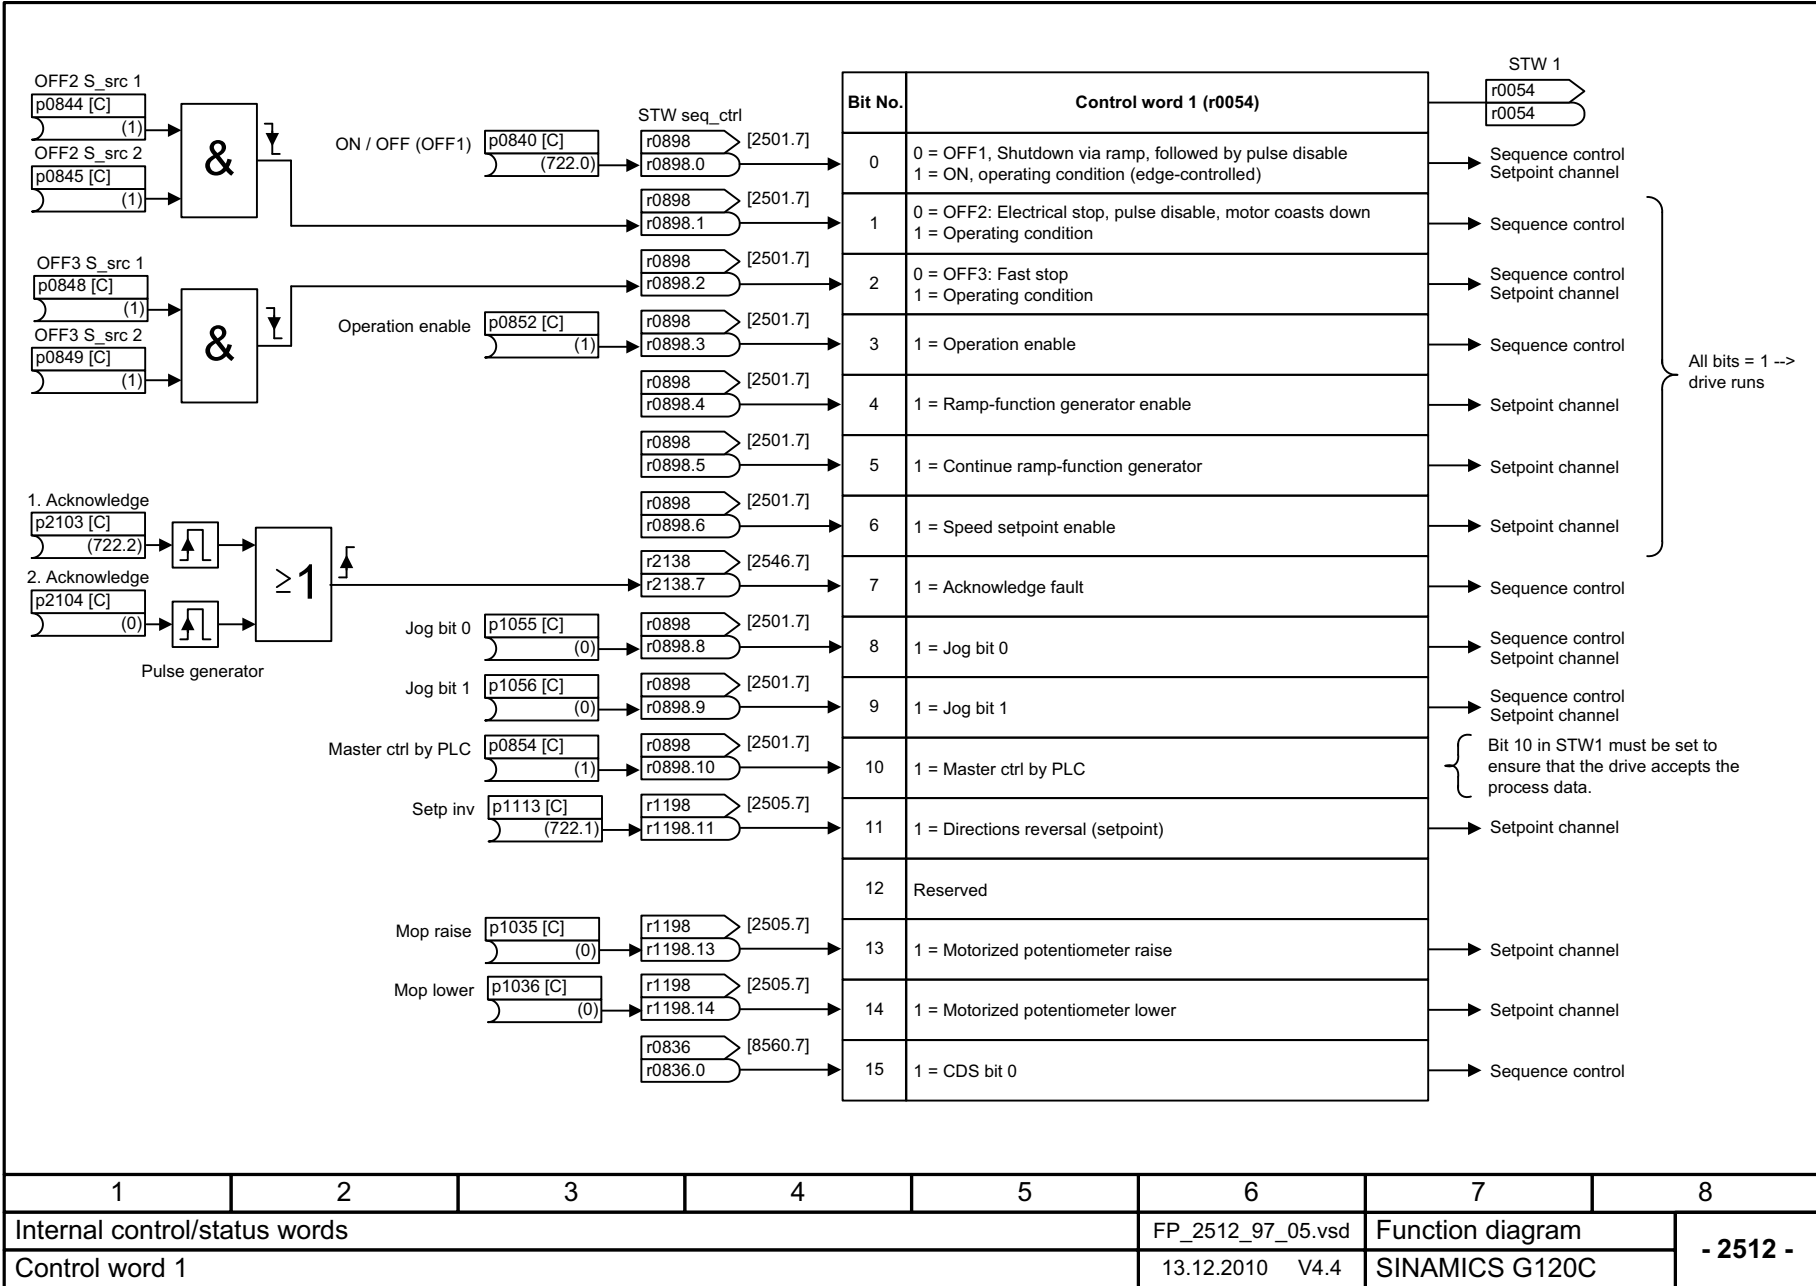 OFF2 S_src 1
p0844 [C]
(1)
OFF2 S_src 2
p0845 [C]
(1)
&
OFF3 S_src 1
p0848 [C]
(1)
OFF3 S_src 2
p0849 [C]
(1)
&
1. Acknowledge
p2103 [C]
(722.2)
2. Acknowledge
p2104 [C]
(0)
≥1
Pulse generator
STW seq_ctrl
Bit No.
Control word 1 (r0054)
STW 1
r0054
r0054
ON / OFF (OFF1)
p0840 [C]
(722.0)
r0898
[2501.7]
r0898.0
0
0 = OFF1, Shutdown via ramp, followed by pulse disable
1 = ON, operating condition (edge-controlled)
Sequence control
Setpoint channel
r0898
[2501.7]
r0898.1
1
0 = OFF2: Electrical stop, pulse disable, motor coasts down
1 = Operating condition
Sequence control
r0898
[2501.7]
r0898.2
2
0 = OFF3: Fast stop
1 = Operating condition
Sequence control
Setpoint channel
Operation enable
p0852 [C]
(1)
r0898
[2501.7]
r0898.3
3
1 = Operation enable
Sequence control
All bits = 1 -->
drive runs
r0898
[2501.7]
r0898.4
4
1 = Ramp-function generator enable
Setpoint channel
r0898
[2501.7]
r0898.5
5
1 = Continue ramp-function generator
Setpoint channel
r0898
[2501.7]
r0898.6
6
1 = Speed setpoint enable
Setpoint channel
r2138
[2546.7]
r2138.7
7
1 = Acknowledge fault
Sequence control
Jog bit 0
p1055 [C]
(0)
r0898
[2501.7]
r0898.8
8
1 = Jog bit 0
Sequence control
Setpoint channel
Jog bit 1
p1056 [C]
(0)
r0898
[2501.7]
r0898.9
9
1 = Jog bit 1
Sequence control
Setpoint channel
Master ctrl by PLC
p0854 [C]
(1)
r0898
[2501.7]
r0898.10
10
1 = Master ctrl by PLC
Bit 10 in STW1 must be set to
ensure that the drive accepts the
process data.
Setp inv
p1113 [C]
(722.1)
r1198
[2505.7]
r1198.11
11
1 = Directions reversal (setpoint)
Setpoint channel
12
Reserved
Mop raise
p1035 [C]
(0)
r1198
[2505.7]
r1198.13
13
1 = Motorized potentiometer raise
Setpoint channel
Mop lower
p1036 [C]
(0)
r1198
[2505.7]
r1198.14
14
1 = Motorized potentiometer lower
Setpoint channel
r0836
[8560.7]
r0836.0
15
1 = CDS bit 0
Sequence control
1 2 3 4 5 6 7 8
Internal control/status words
FP_2512_97_05.vsd
Function diagram
- 2512 -
Control word 1
13.12.2010 V4.4
SINAMICS G120C